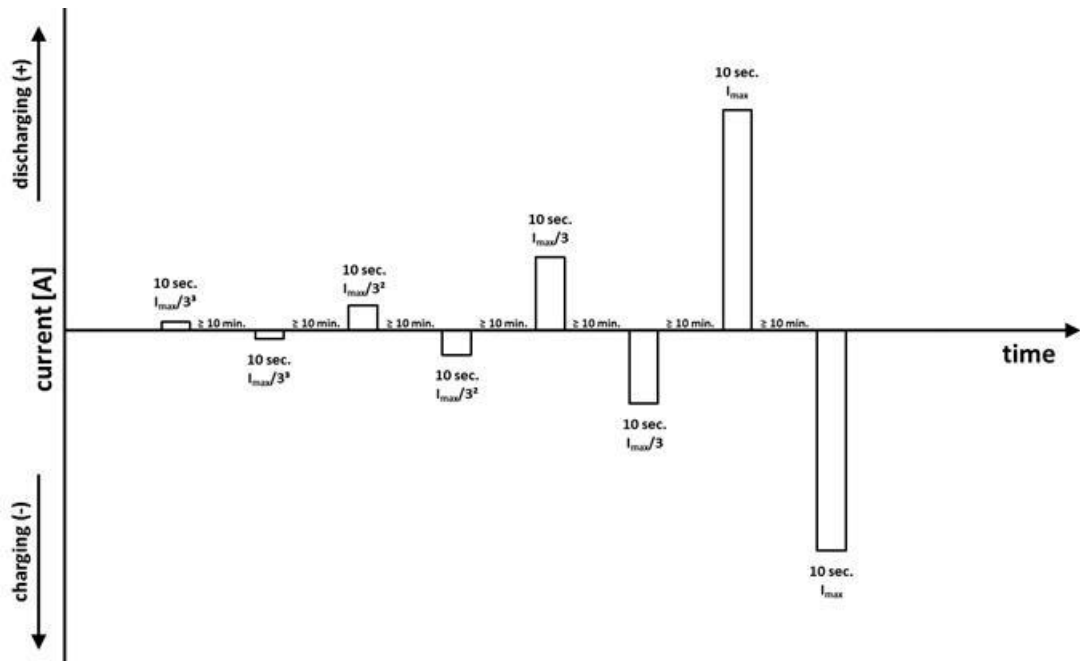 discharging (+)
current [A]
charging (-)
time
10 sec.
Iₘₐₓ/3³
≥ 10 min.
10 sec.
Iₘₐₓ/3³
≥ 10 min.
10 sec.
Iₘₐₓ/3²
≥ 10 min.
10 sec.
Iₘₐₓ/3²
≥ 10 min.
10 sec.
Iₘₐₓ/3
≥ 10 min.
10 sec.
Iₘₐₓ/3
≥ 10 min.
10 sec.
Iₘₐₓ
≥ 10 min.
10 sec.
Iₘₐₓ